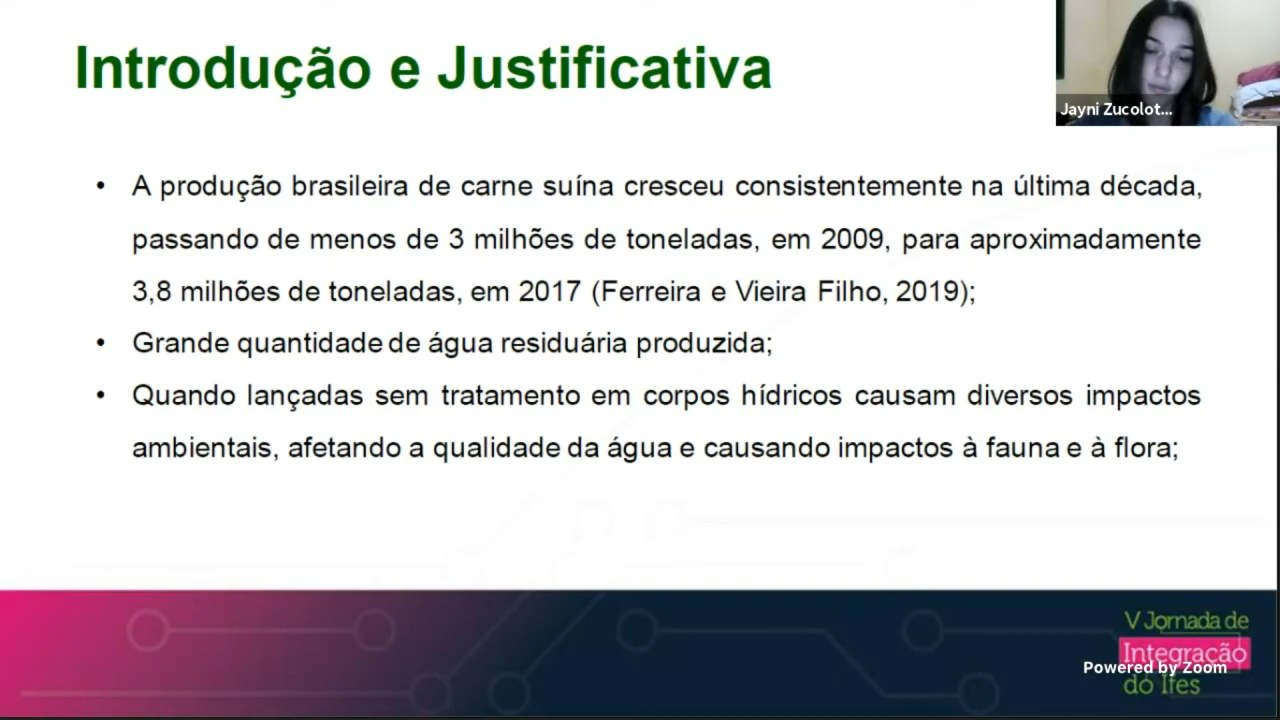 Introdução e Justificativa
Jayni Zucolot...
• A produção brasileira de carne suína cresceu consistentemente na última década,
passando de menos de 3 milhões de toneladas, em 2009, para aproximadamente
3,8 milhões de toneladas, em 2017 (Ferreira e Vieira Filho, 2019);
• Grande quantidade de água residuária produzida;
• Quando lançadas sem tratamento em corpos hídricos causam diversos impactos
ambientais, afetando a qualidade da água e causando impactos à fauna e à flora;
V Jornada de
Integração
Powered by Zoom
do Ifes